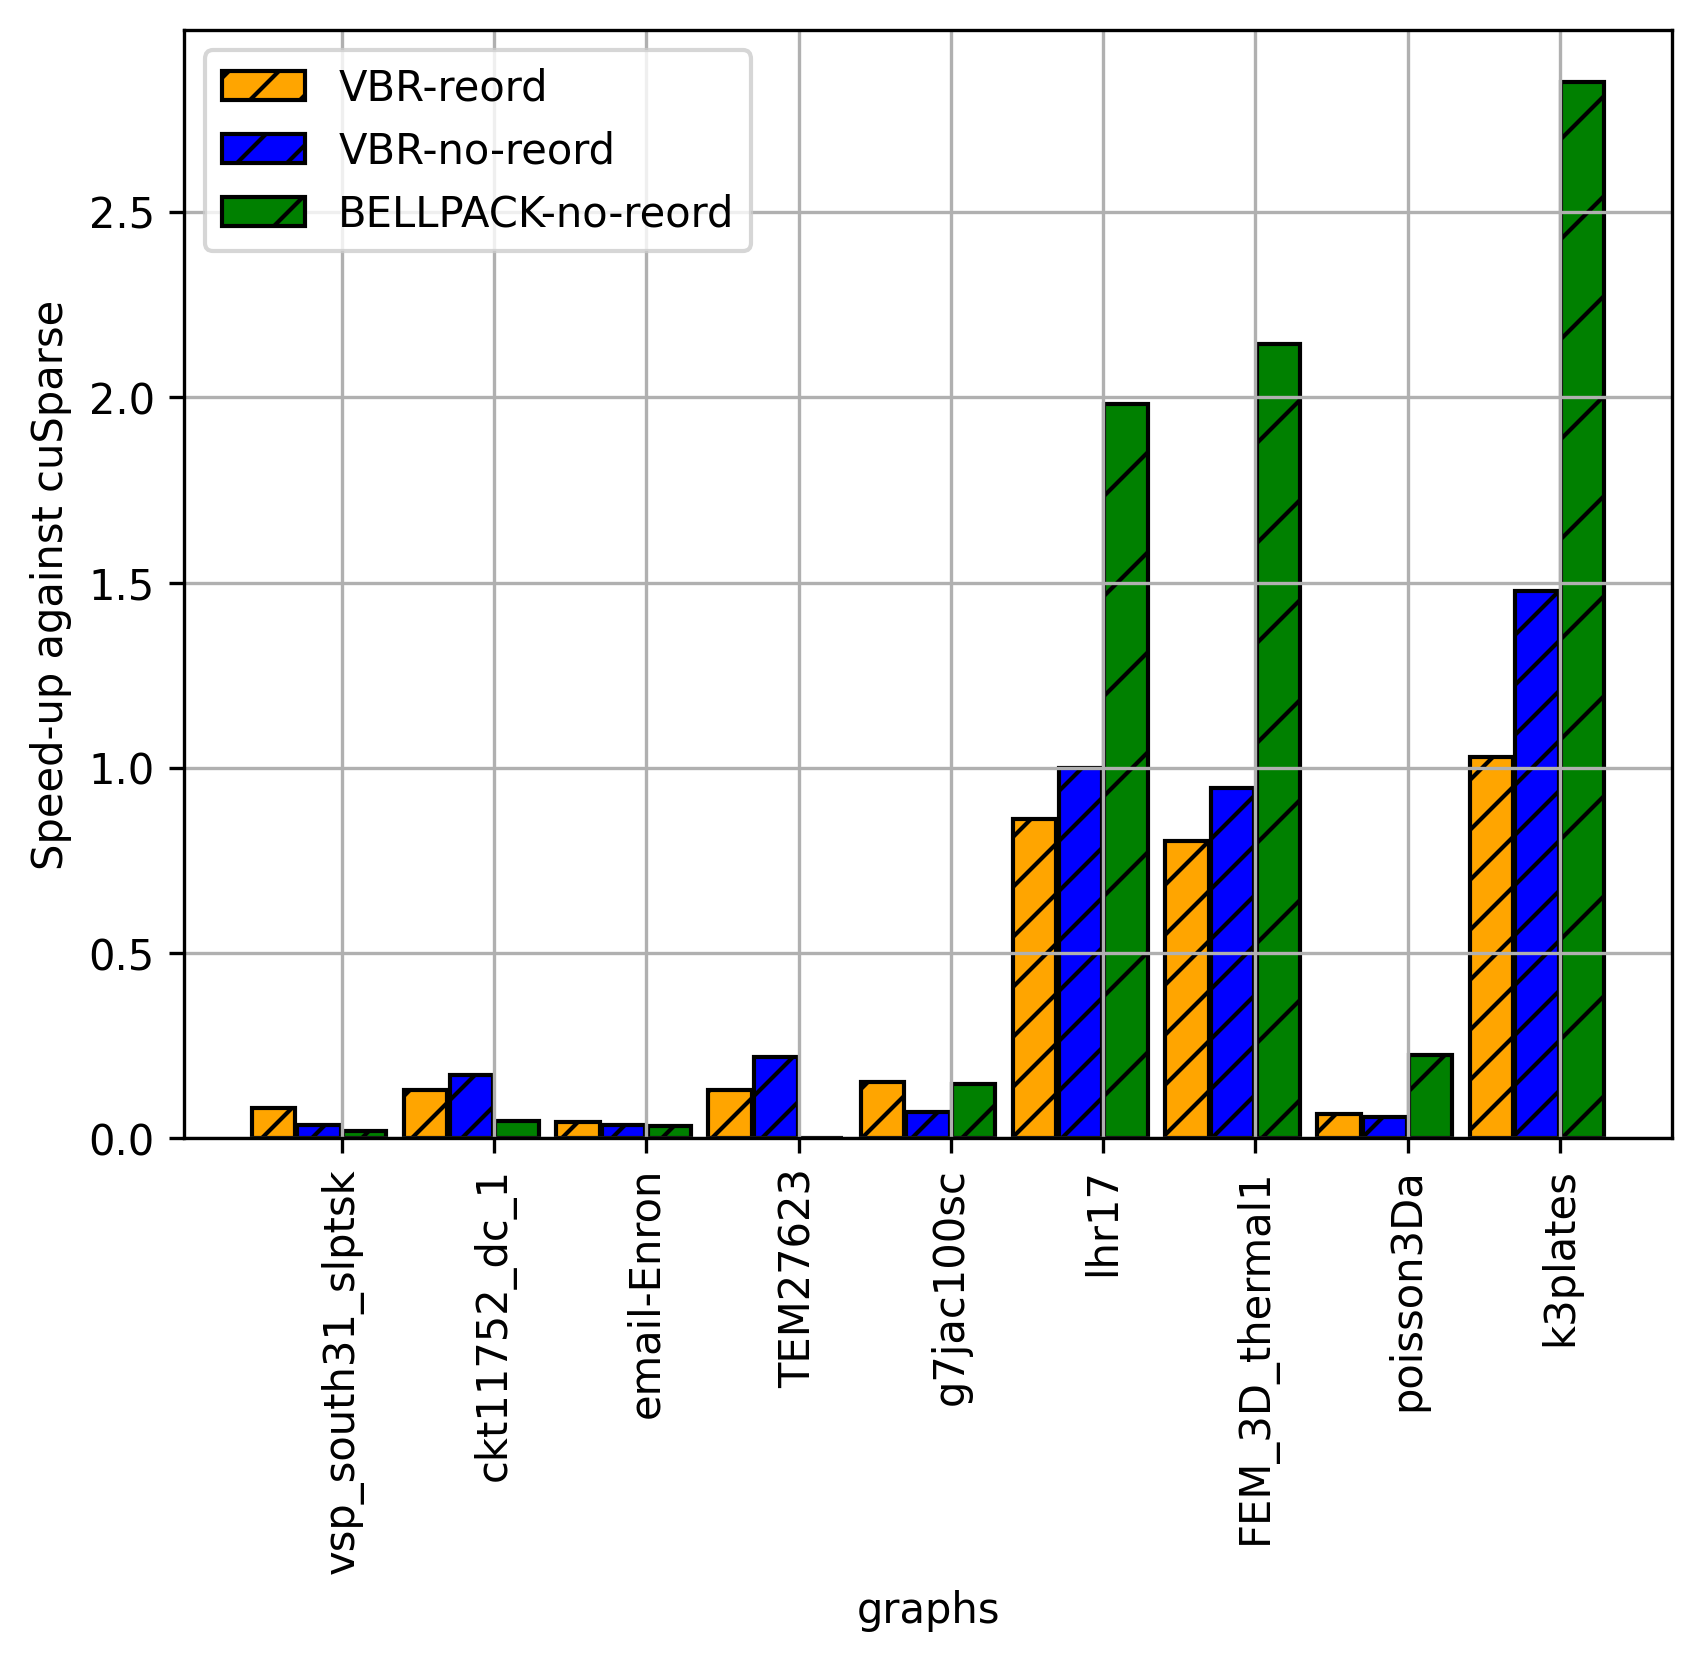 VBR-reord
VBR-no-reord
BELLPACK-no-reord
Speed-up against cuSparse
2.5
2.0
1.5
1.0
0.5
0.0
vsp_south31_slptsk
ckt11752_dc_1
email-Enron
TEM27623
g7jac100sc
lhr17
FEM_3D_thermal1
poisson3Da
k3plates
graphs